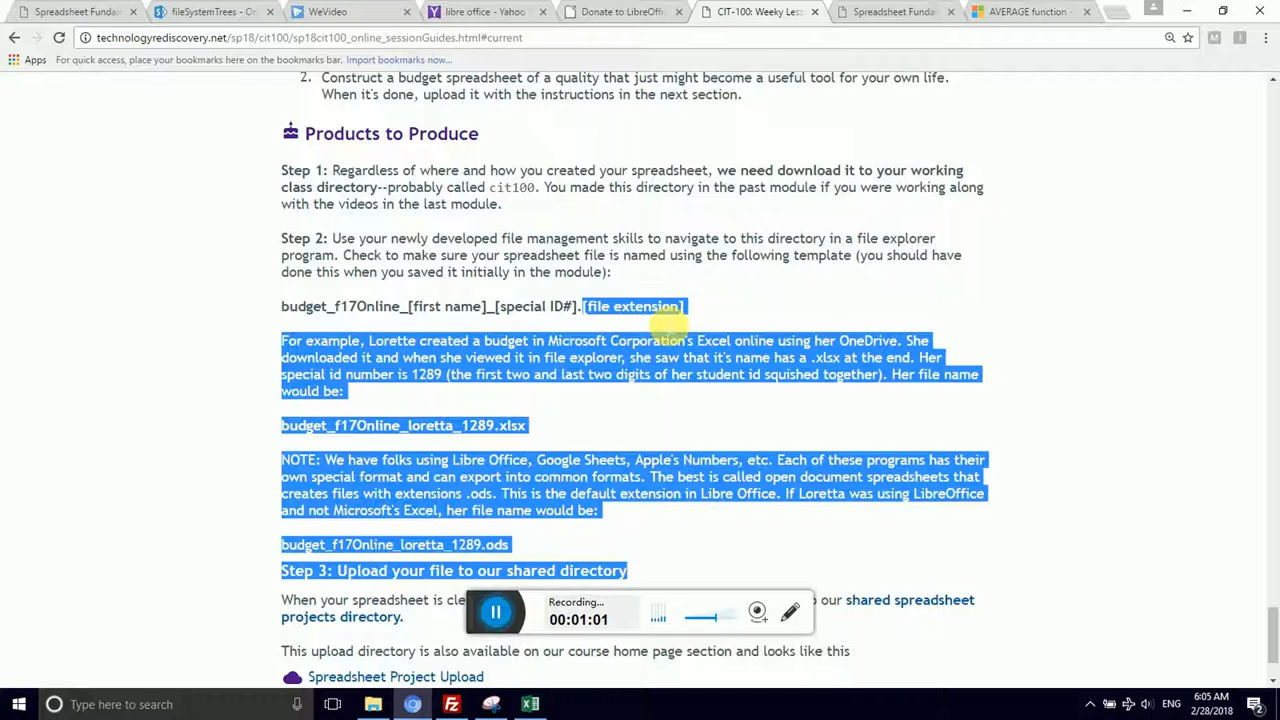 Spreadsheet Fundam
fileSystemTrees - On
WeVideo
libre office - Yahoo
Donate to LibreOffi
CIT-100: Weekly Less
Spreadsheet Fundam
AVERAGE function -
technologyrediscovery.net/sp18/cit100/sp18cit100_online_sessionGuides.html#current
Apps For quick access, place your bookmarks here on the bookmarks bar. Import bookmarks now...
2. Construct a budget spreadsheet of a quality that just might become a useful tool for your own life.
When it's done, upload it with the instructions in the next section.
Products to Produce
Step 1: Regardless of where and how you created your spreadsheet, we need download it to your working
class directory--probably called cit100. You made this directory in the past module if you were working along
with the videos in the last module.
Step 2: Use your newly developed file management skills to navigate to this directory in a file explorer
program. Check to make sure your spreadsheet file is named using the following template (you should have
done this when you saved it initially in the module):
budget_f17Online_[first name]_[special ID#].[file extension]
For example, Lorette created a budget in Microsoft Corporation's Excel online using her OneDrive. She
downloaded it and when she viewed it in file explorer, she saw that it's name has a .xlsx at the end. Her
special id number is 1289 (the first two and last two digits of her student id squished together). Her file name
would be:
budget_f17Online_loretta_1289.xlsx
NOTE: We have folks using Libre Office, Google Sheets, Apple's Numbers, etc. Each of these programs has their
own special format and can export into common formats. The best is called open document spreadsheets that
creates files with extensions .ods. This is the default extension in Libre Office. If Loretta was using LibreOffice
and not Microsoft's Excel, her file name would be:
budget_f17Online_loretta_1289.ods
Step 3: Upload your file to our shared directory
When your spreadsheet is cle
o our shared spreadsheet
projects directory.
Recording...
00:01:01
This upload directory is also available on our course home page section and looks like this
Spreadsheet Project Upload
Type here to search
ENG
6:05 AM
2/28/2018